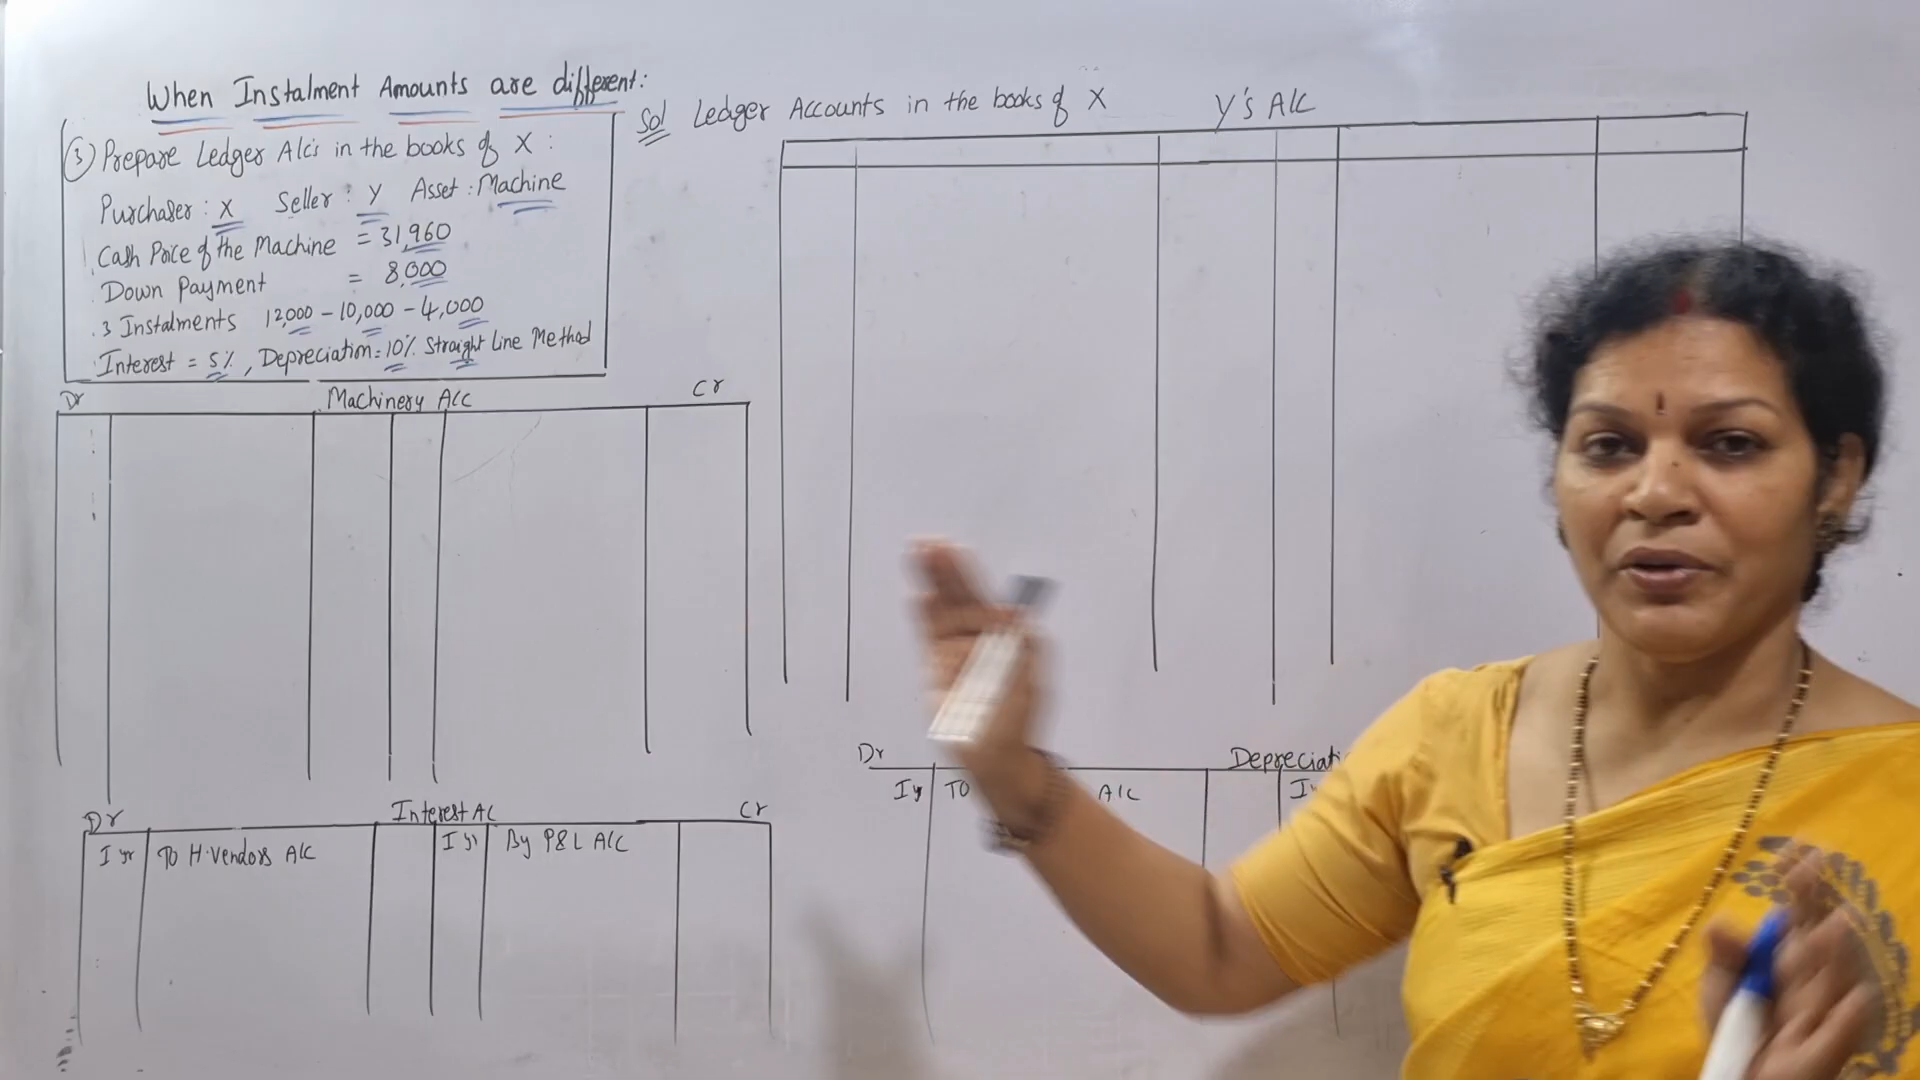 When Instalment Amounts are different:
③ Prepare Ledger A/c's in the books of X :
Purchaser : X Seller : Y Asset : Machine
Cash Price of the Machine = 31,960
Down Payment = 8,000
3 Instalments 12,000 - 10,000 - 4,000
Interest = 5%, Depreciation = 10% Straight Line Method
Sol Ledger Accounts in the books of X
Y's A/C
Dr Machinery A/C Cr
Dr Interest A/C Cr
I yr To H.Vendors A/C I yr By P&L A/C
Dr
I y TO A/C